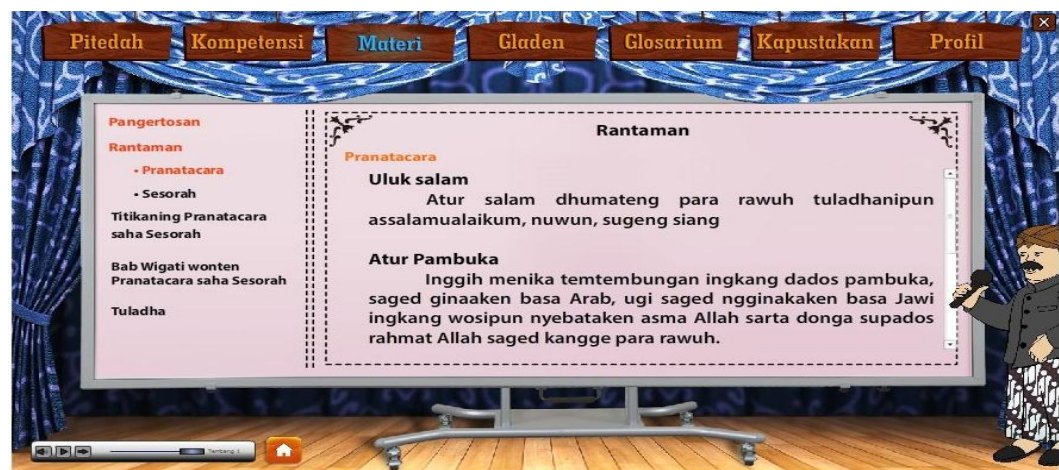 Pitedah
Kompetensi
Materi
Gladen
Glosarium
Kapustakan
Profil
Pangertosan
Rantaman
• Pranatacara
• Sesorah
Titikaning Pranatacara
saha Sesorah
Bab Wigati wonten
Pranatacara saha Sesorah
Tuladha
Rantaman
Pranatacara
Uluk salam
Atur salam dhumateng para rawuh tuladhanipun
assalamualaikum, nuwun, sugeng siang
Atur Pambuka
Inggih menika temtembungan ingkang dados pambuka,
saged ginaaken basa Arab, ugi saged ngginakaken basa Jawi
ingkang wosipun nyebataken asma Allah sarta donga supados
rahmat Allah saged kangge para rawuh.
Tembang 1